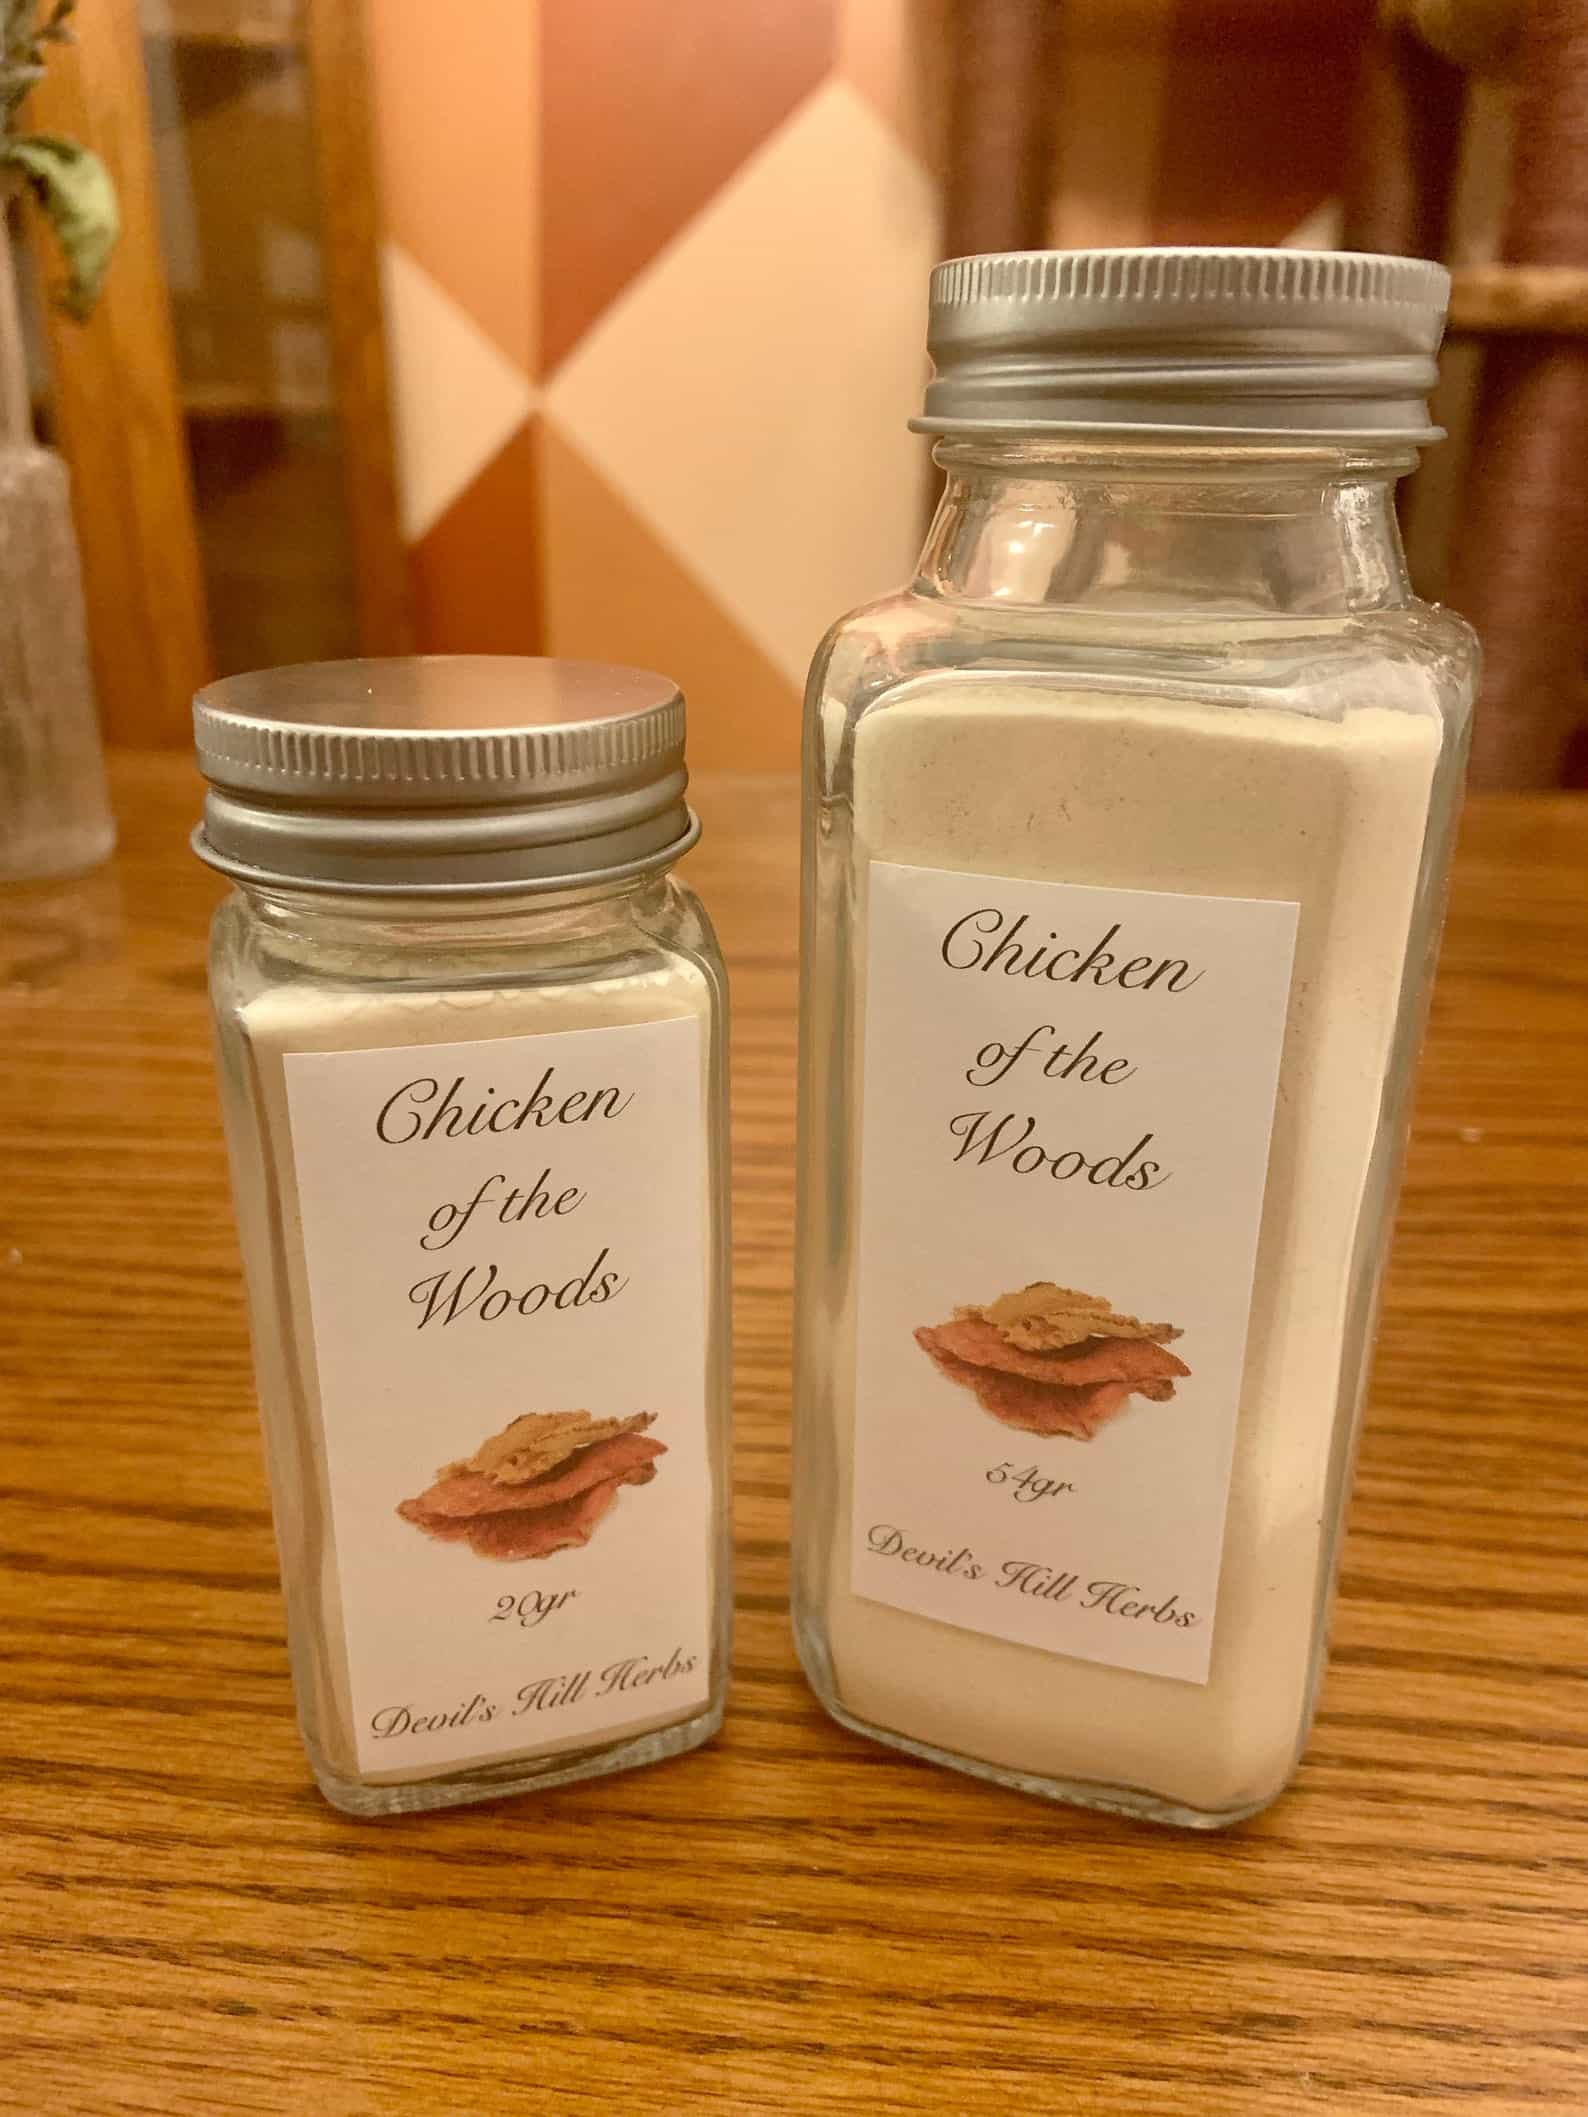 Chicken
of the
Woods
20gr
Devil's Hill Herbs
Chicken
of the
Woods
54gr
Devil's Hill Herbs